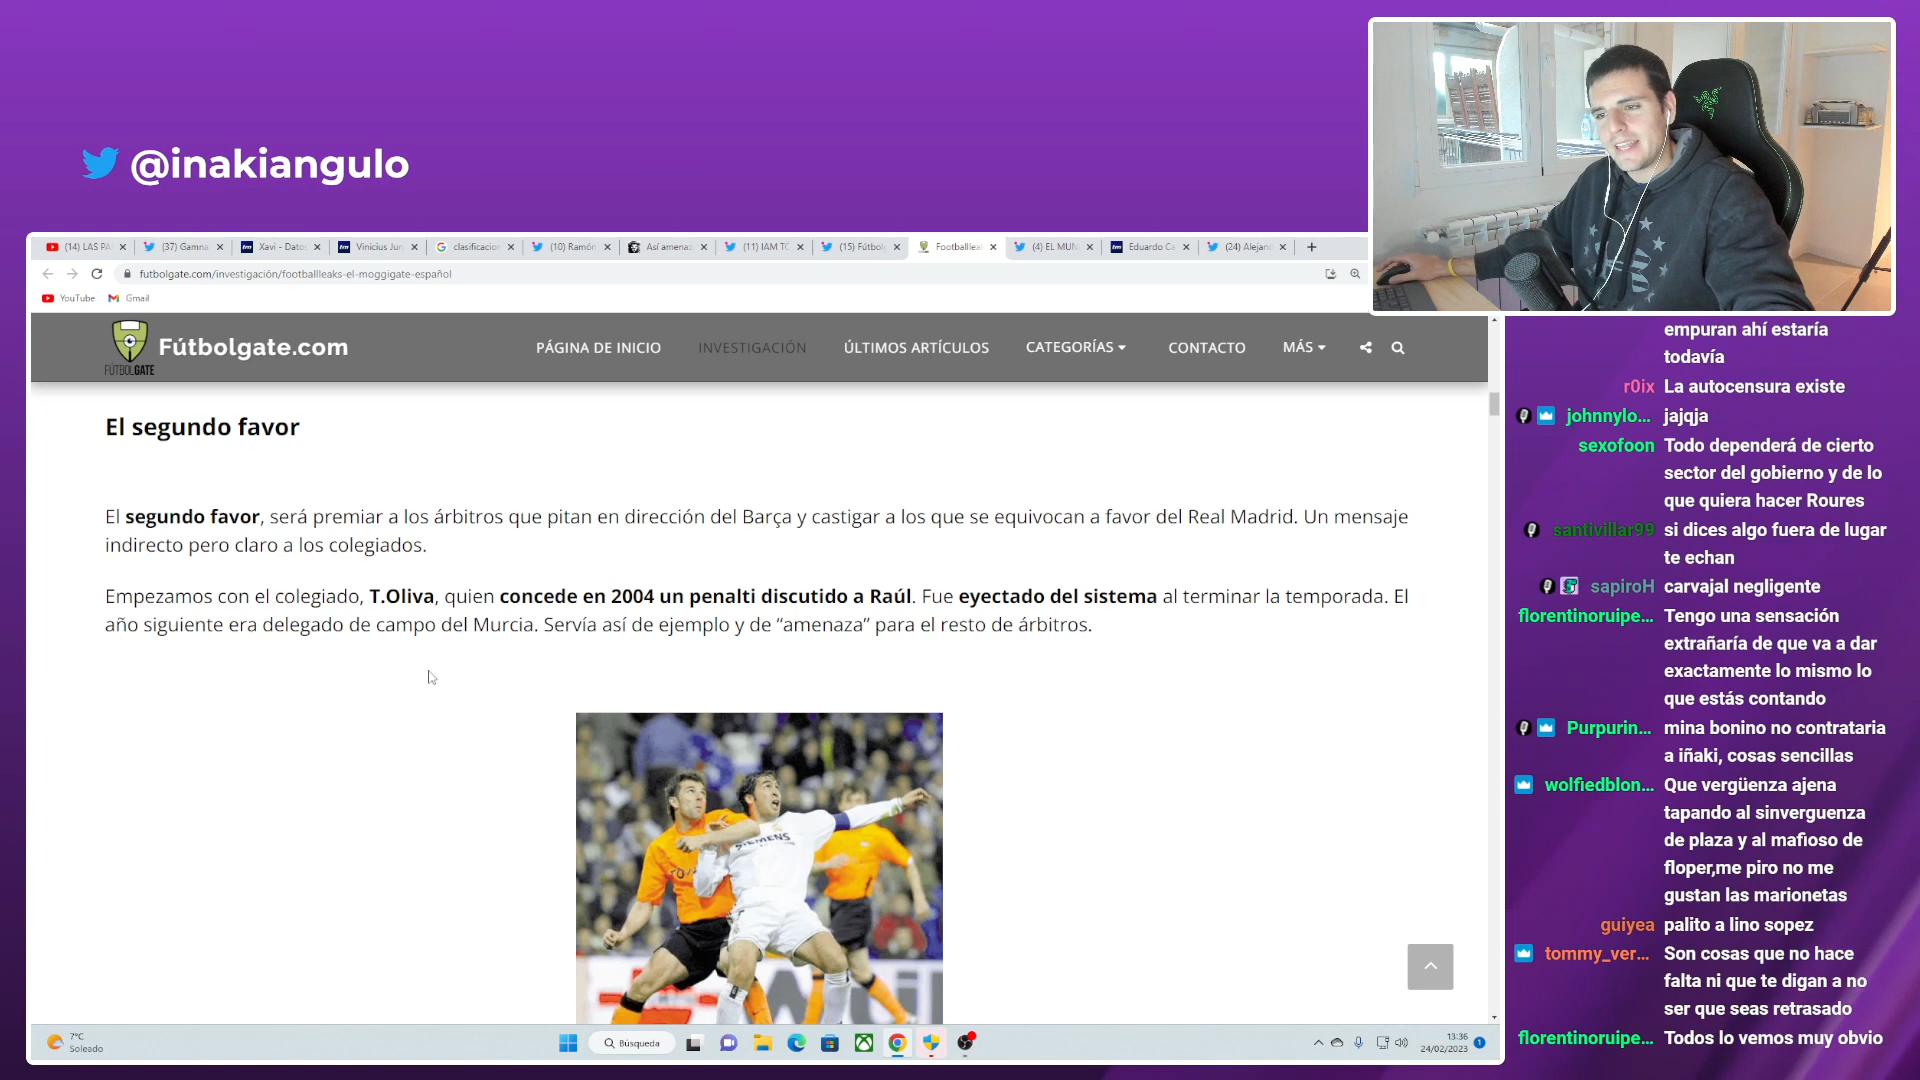 @inakiangulo
(14) LAS PA
(37) Gamna
Xavi - Dato
Vinicius Jun
clasificacion
(10) Ramón
Así amenaz
(11) IAM TO
(15) Fútbol
Footballlea
(4) EL MUN
Eduardo Ca
(24) Alejan
futbolgate.com/investigación/footballleaks-el-moggigate-español
YouTube
Gmail
FÚTBOLGATE
Fútbolgate.com
PÁGINA DE INICIO
INVESTIGACIÓN
ÚLTIMOS ARTÍCULOS
CATEGORÍAS
CONTACTO
MÁS
El segundo favor
El segundo favor, será premiar a los árbitros que pitan en dirección del Barça y castigar a los que se equivocan a favor del Real Madrid. Un mensaje
indirecto pero claro a los colegiados.
Empezamos con el colegiado, T.Oliva, quien concede en 2004 un penalti discutido a Raúl. Fue eyectado del sistema al terminar la temporada. El
año siguiente era delegado de campo del Murcia. Servía así de ejemplo y de “amenaza” para el resto de árbitros.
SIEMENS
7°C
Soleado
Búsqueda
13:36
24/02/2023
1
empuran ahí estaría
todavía
r0ix La autocensura existe
johnnylo... jajqja
sexofoon Todo dependerá de cierto
sector del gobierno y de lo
que quiera hacer Roures
santivillar99 si dices algo fuera de lugar
te echan
sapiroH carvajal negligente
florentinoruipe... Tengo una sensación
extrañaría de que va a dar
exactamente lo mismo lo
que estás contando
Purpurin... mina bonino no contrataria
a iñaki, cosas sencillas
wolfiedblon... Que vergüenza ajena
tapando al sinverguenza
de plaza y al mafioso de
floper,me piro no me
gustan las marionetas
guiyea palito a lino sopez
tommy_ver... Son cosas que no hace
falta ni que te digan a no
ser que seas retrasado
florentinoruipe... Todos lo vemos muy obvio